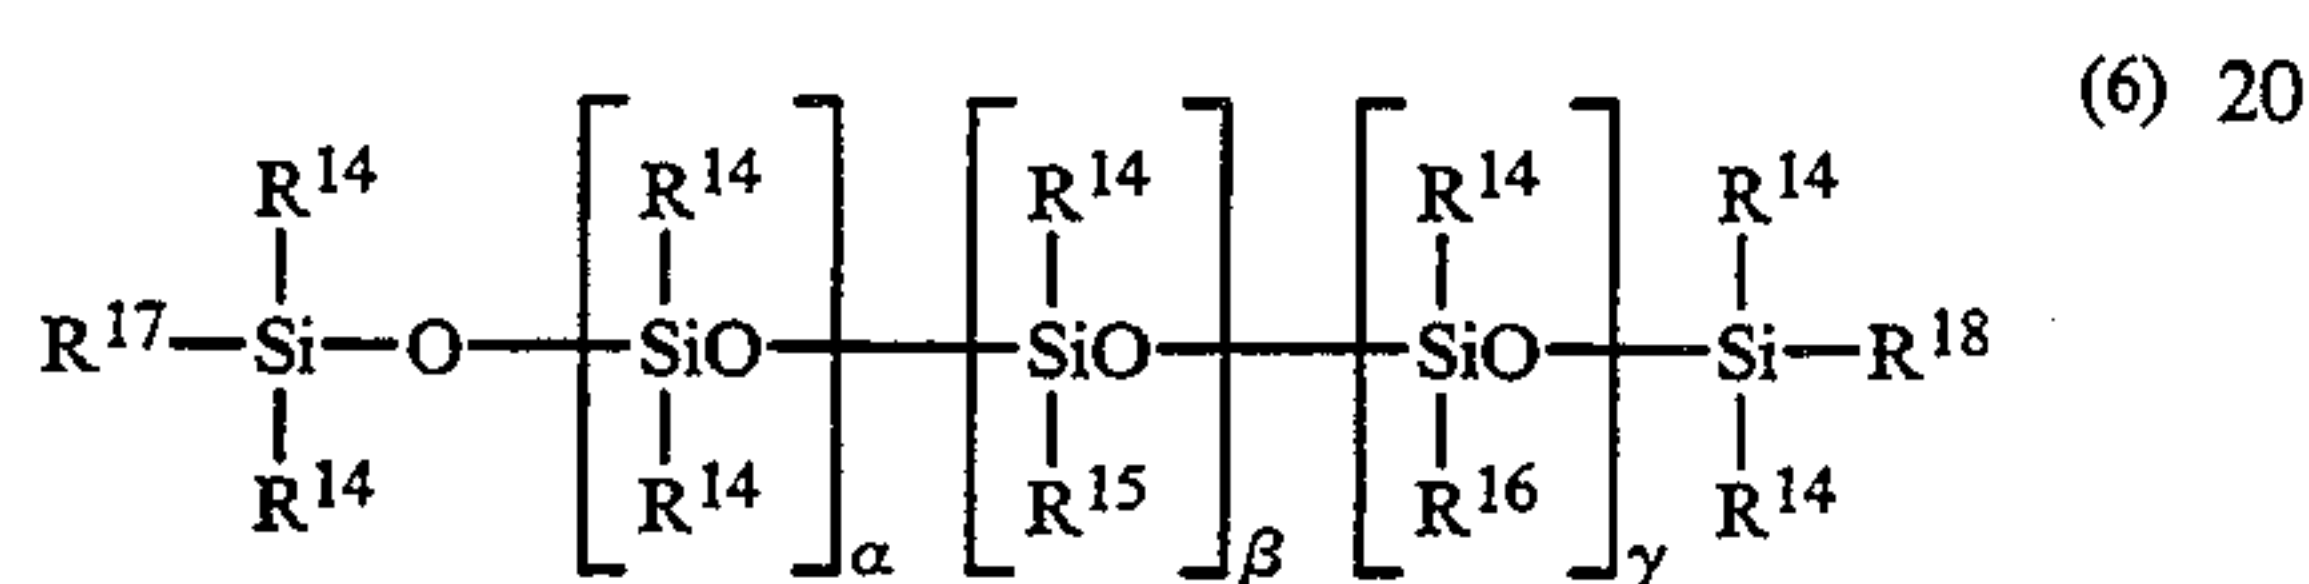 (6) 20
R14 R14 R14 R14 R14
R17—Si—O—[SiO]—[SiO]—[SiO]—Si—R18
R14 R14 R15 R16 R14
α β γ